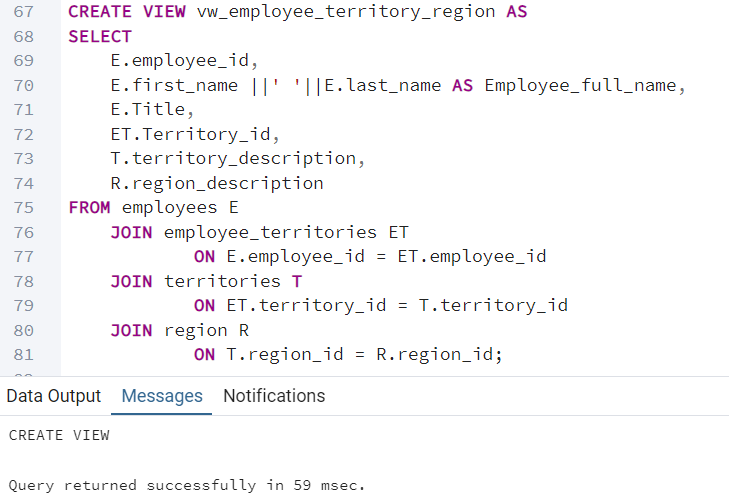 67 CREATE VIEW vw_employee_territory_region AS
68 SELECT
69 E.employee_id,
70 E.first_name ||' '||E.last_name AS Employee_full_name,
71 E.Title,
72 ET.Territory_id,
73 T.territory_description,
74 R.region_description
75 FROM employees E
76 JOIN employee_territories ET
77 ON E.employee_id = ET.employee_id
78 JOIN territories T
79 ON ET.territory_id = T.territory_id
80 JOIN region R
81 ON T.region_id = R.region_id;
Data Output Messages Notifications
CREATE VIEW
Query returned successfully in 59 msec.